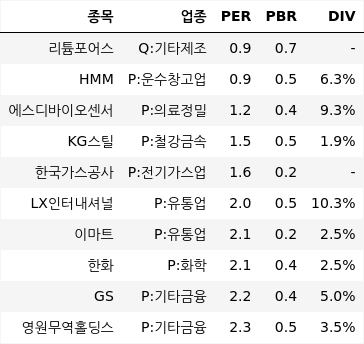 종목 업종 PER PBR DIV
리튬포어스 Q:기타제조 0.9 0.7 -
HMM P:운수창고업 0.9 0.5 6.3%
에스디바이오센서 P:의료정밀 1.2 0.4 9.3%
KG스틸 P:철강금속 1.5 0.5 1.9%
한국가스공사 P:전기가스업 1.6 0.2 -
LX인터내셔널 P:유통업 2.0 0.5 10.3%
이마트 P:유통업 2.1 0.2 2.5%
한화 P:화학 2.1 0.4 2.5%
GS P:기타금융 2.2 0.4 5.0%
영원무역홀딩스 P:기타금융 2.3 0.5 3.5%